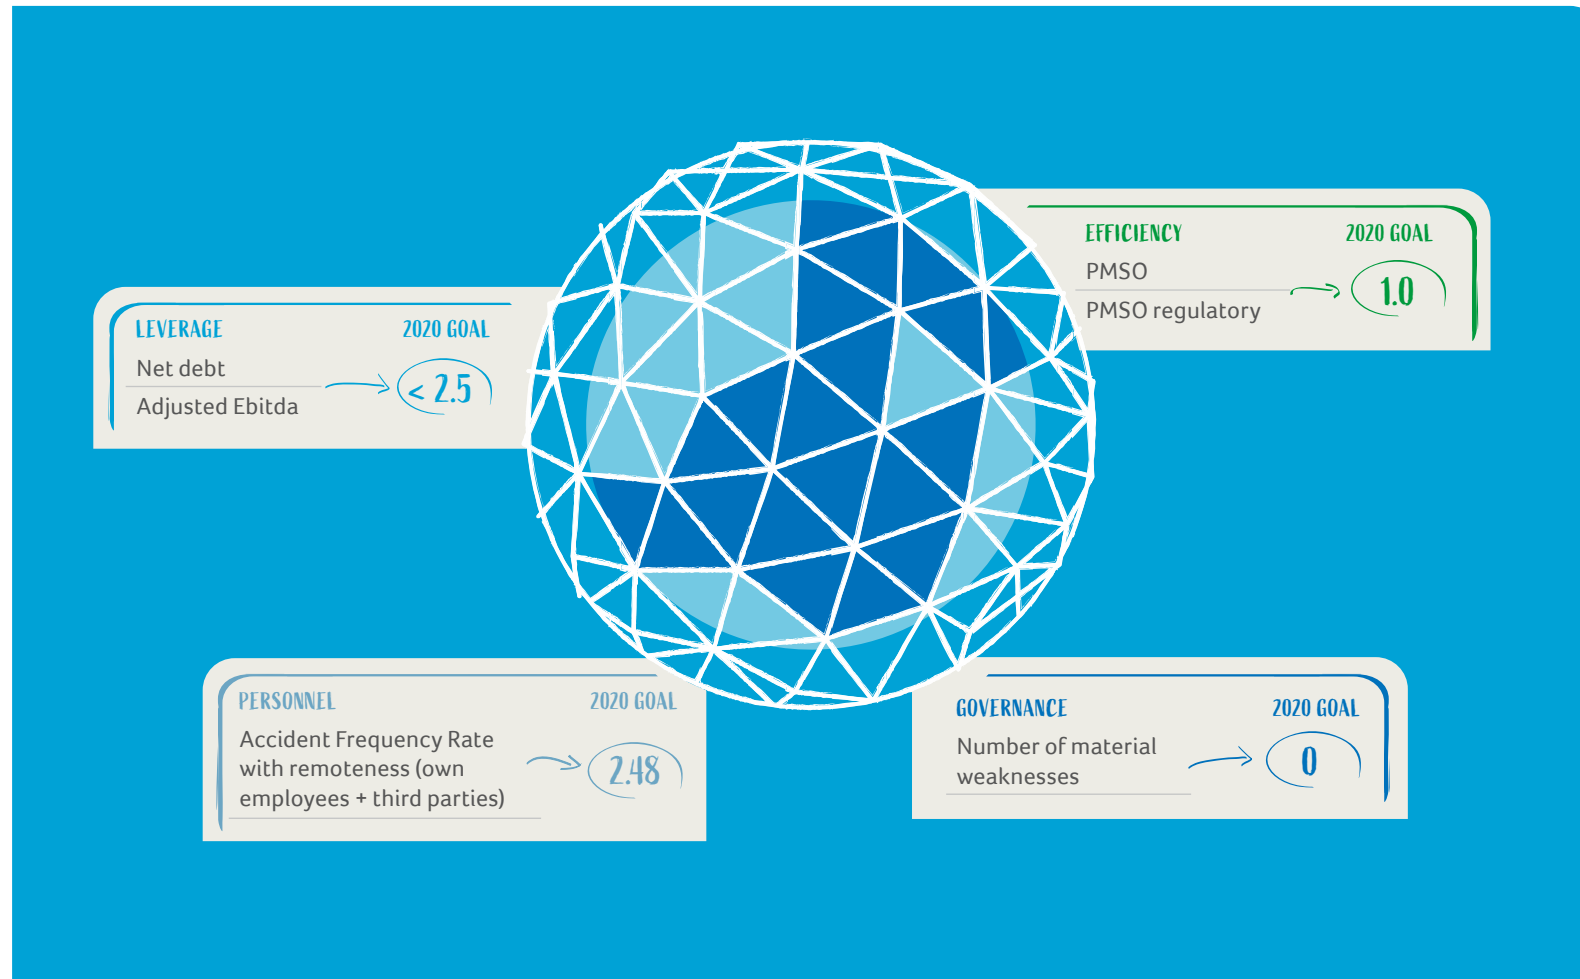 EFFICIENCY 2020 GOAL
PMSO
PMSO regulatory
1.0
LEVERAGE 2020 GOAL
Net debt
Adjusted Ebitda
< 2.5
PERSONNEL 2020 GOAL
Accident Frequency Rate
with remoteness (own
employees + third parties)
2.48
GOVERNANCE 2020 GOAL
Number of material
weaknesses
0